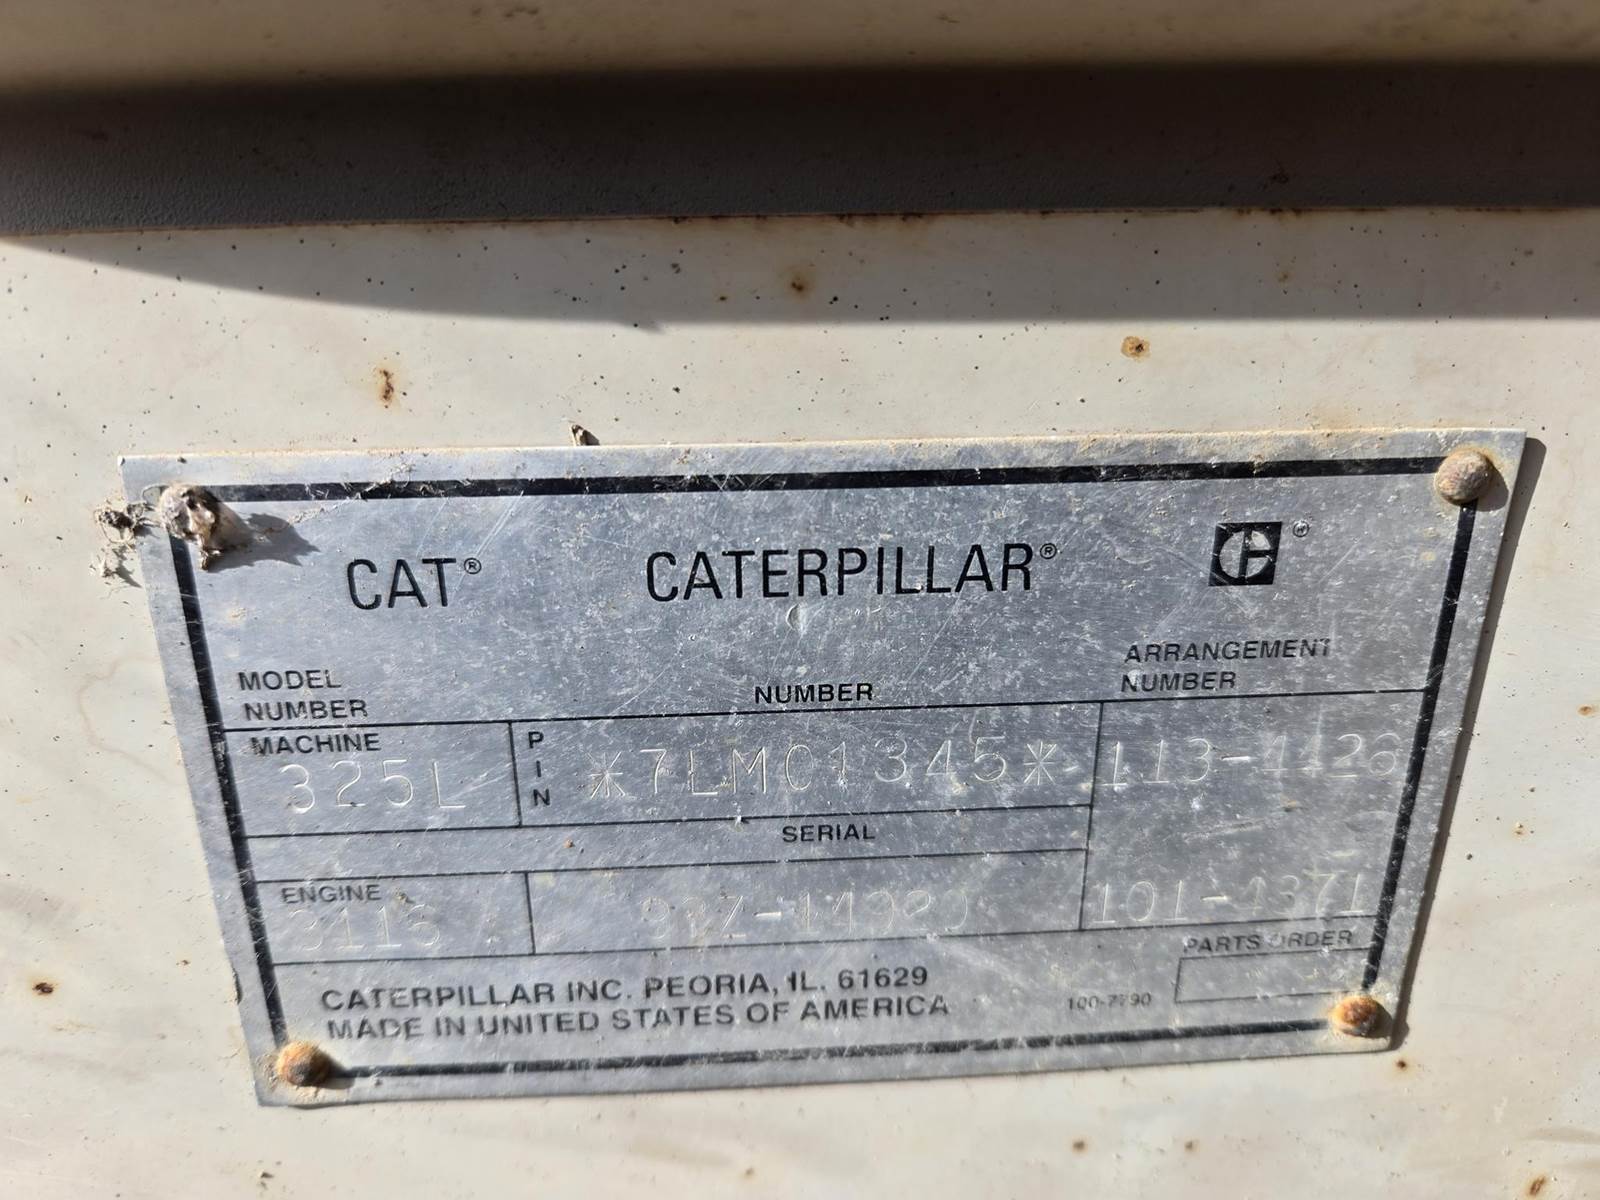 CAT® CATERPILLAR®
MODEL NUMBER
NUMBER
ARRANGEMENT NUMBER
MACHINE
325L
PIN
*7LM01345*
113-4426
SERIAL
ENGINE
3116
101-4371
PARTS ORDER
CATERPILLAR INC. PEORIA, IL. 61629
MADE IN UNITED STATES OF AMERICA